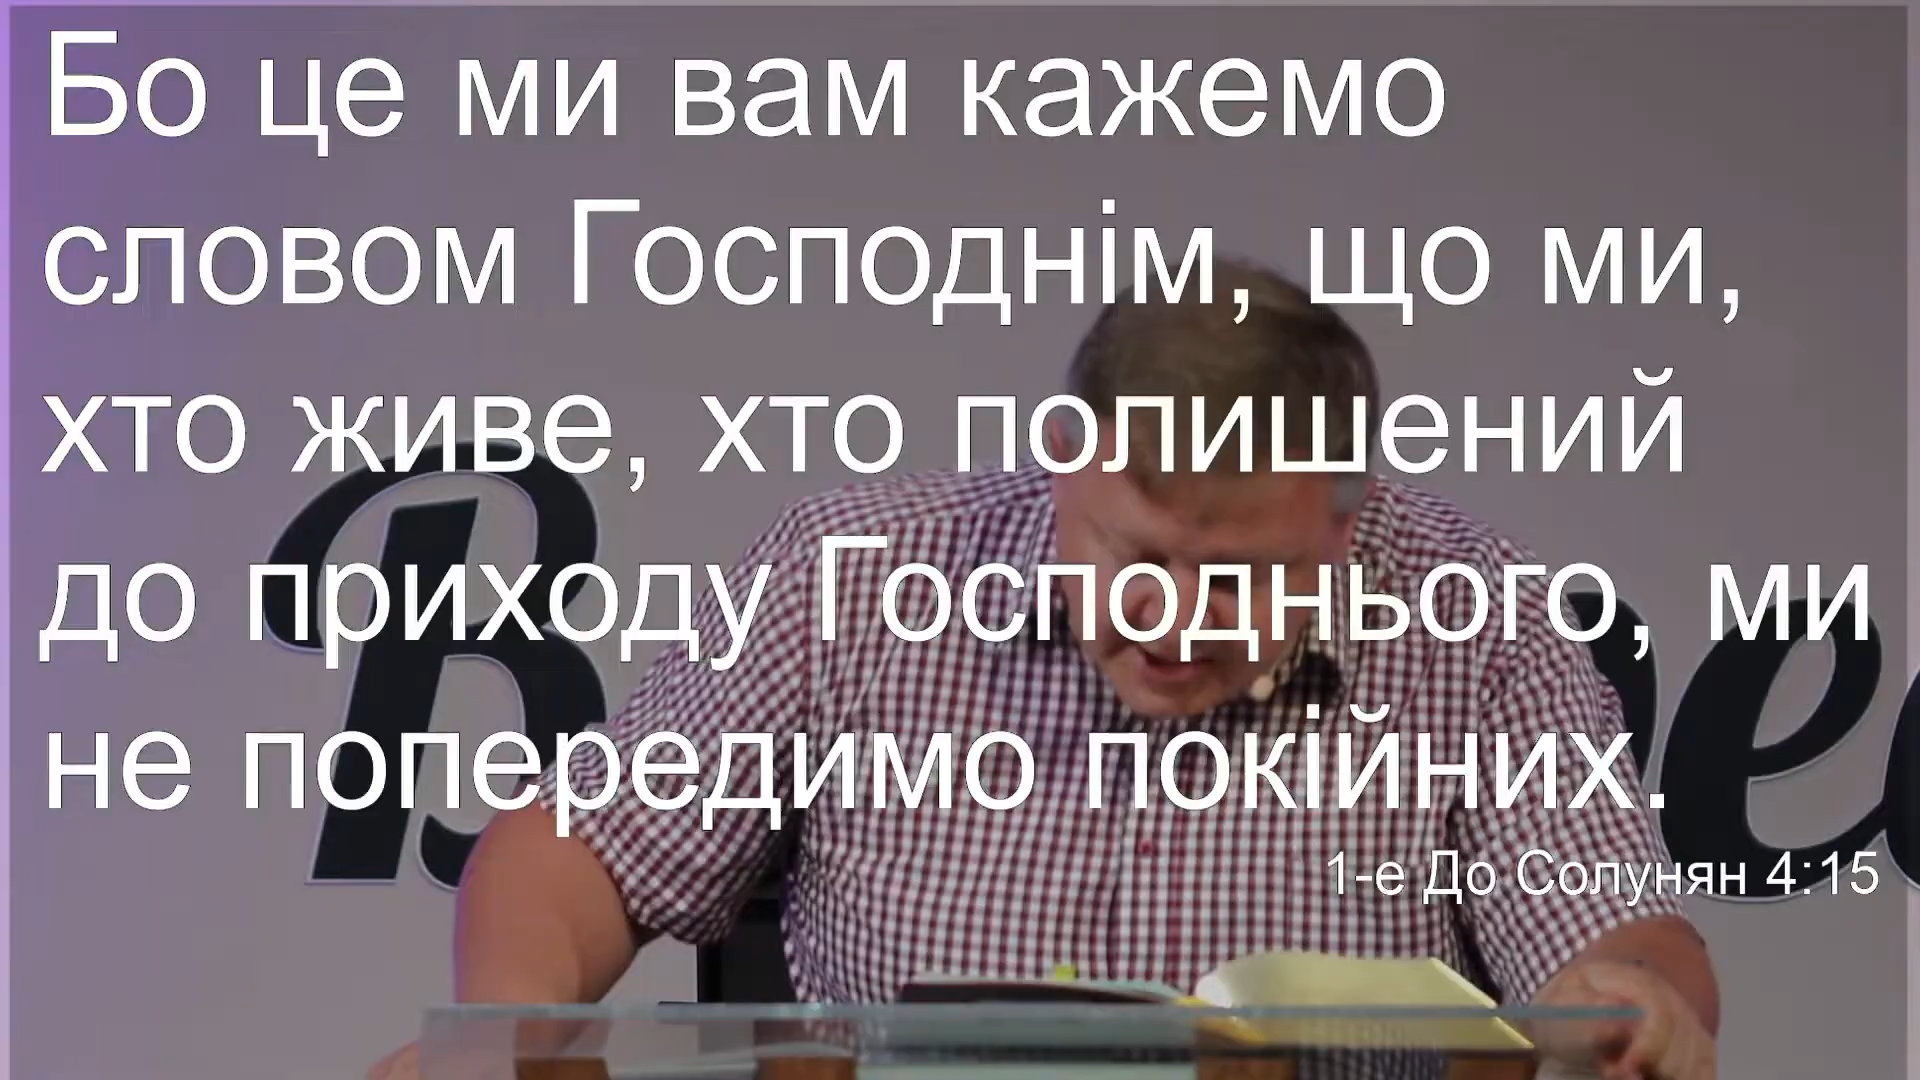 Бо це ми вам кажемо
словом Господнім, що ми,
хто живе, хто полишений
до приходу Господнього, ми
не попередимо покійних.
1-е До Солунян 4:15